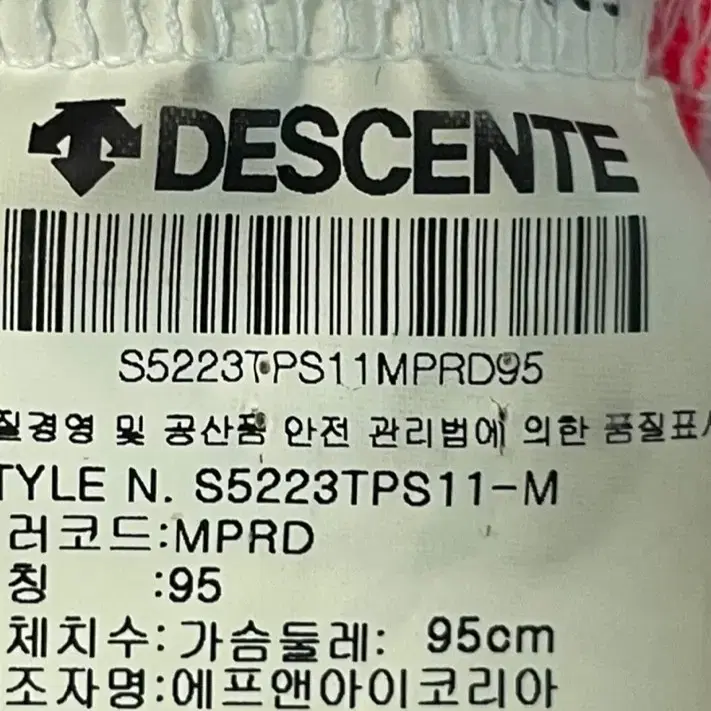 DESCENTE
S5223TPS11MPRD95
질경영 및 공산품 안전 관리법에 의한 품질표시
TYLE N. S5223TPS11-M
러코드:MPRD
칭 :95
체치수: 가슴둘레: 95cm
조자명:에프앤아이코리아